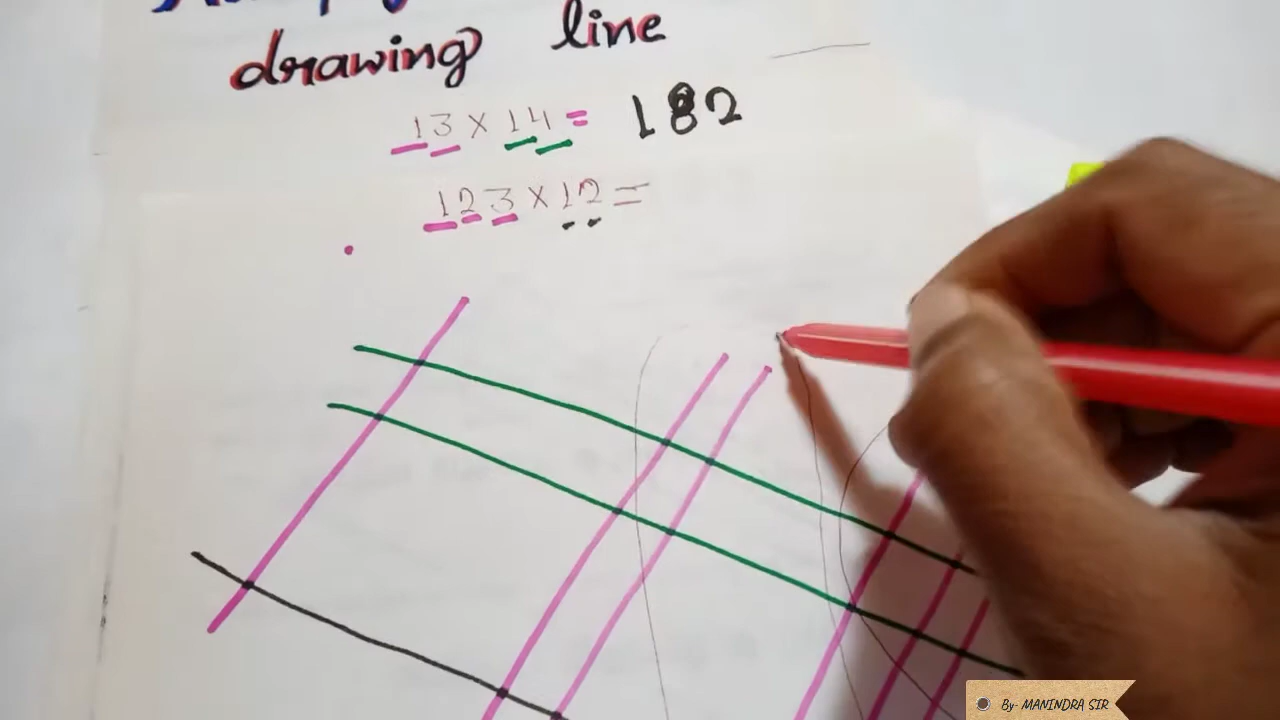 drawing line
13 × 14 = 182
123 × 12 =
By- MANINDRA SIR